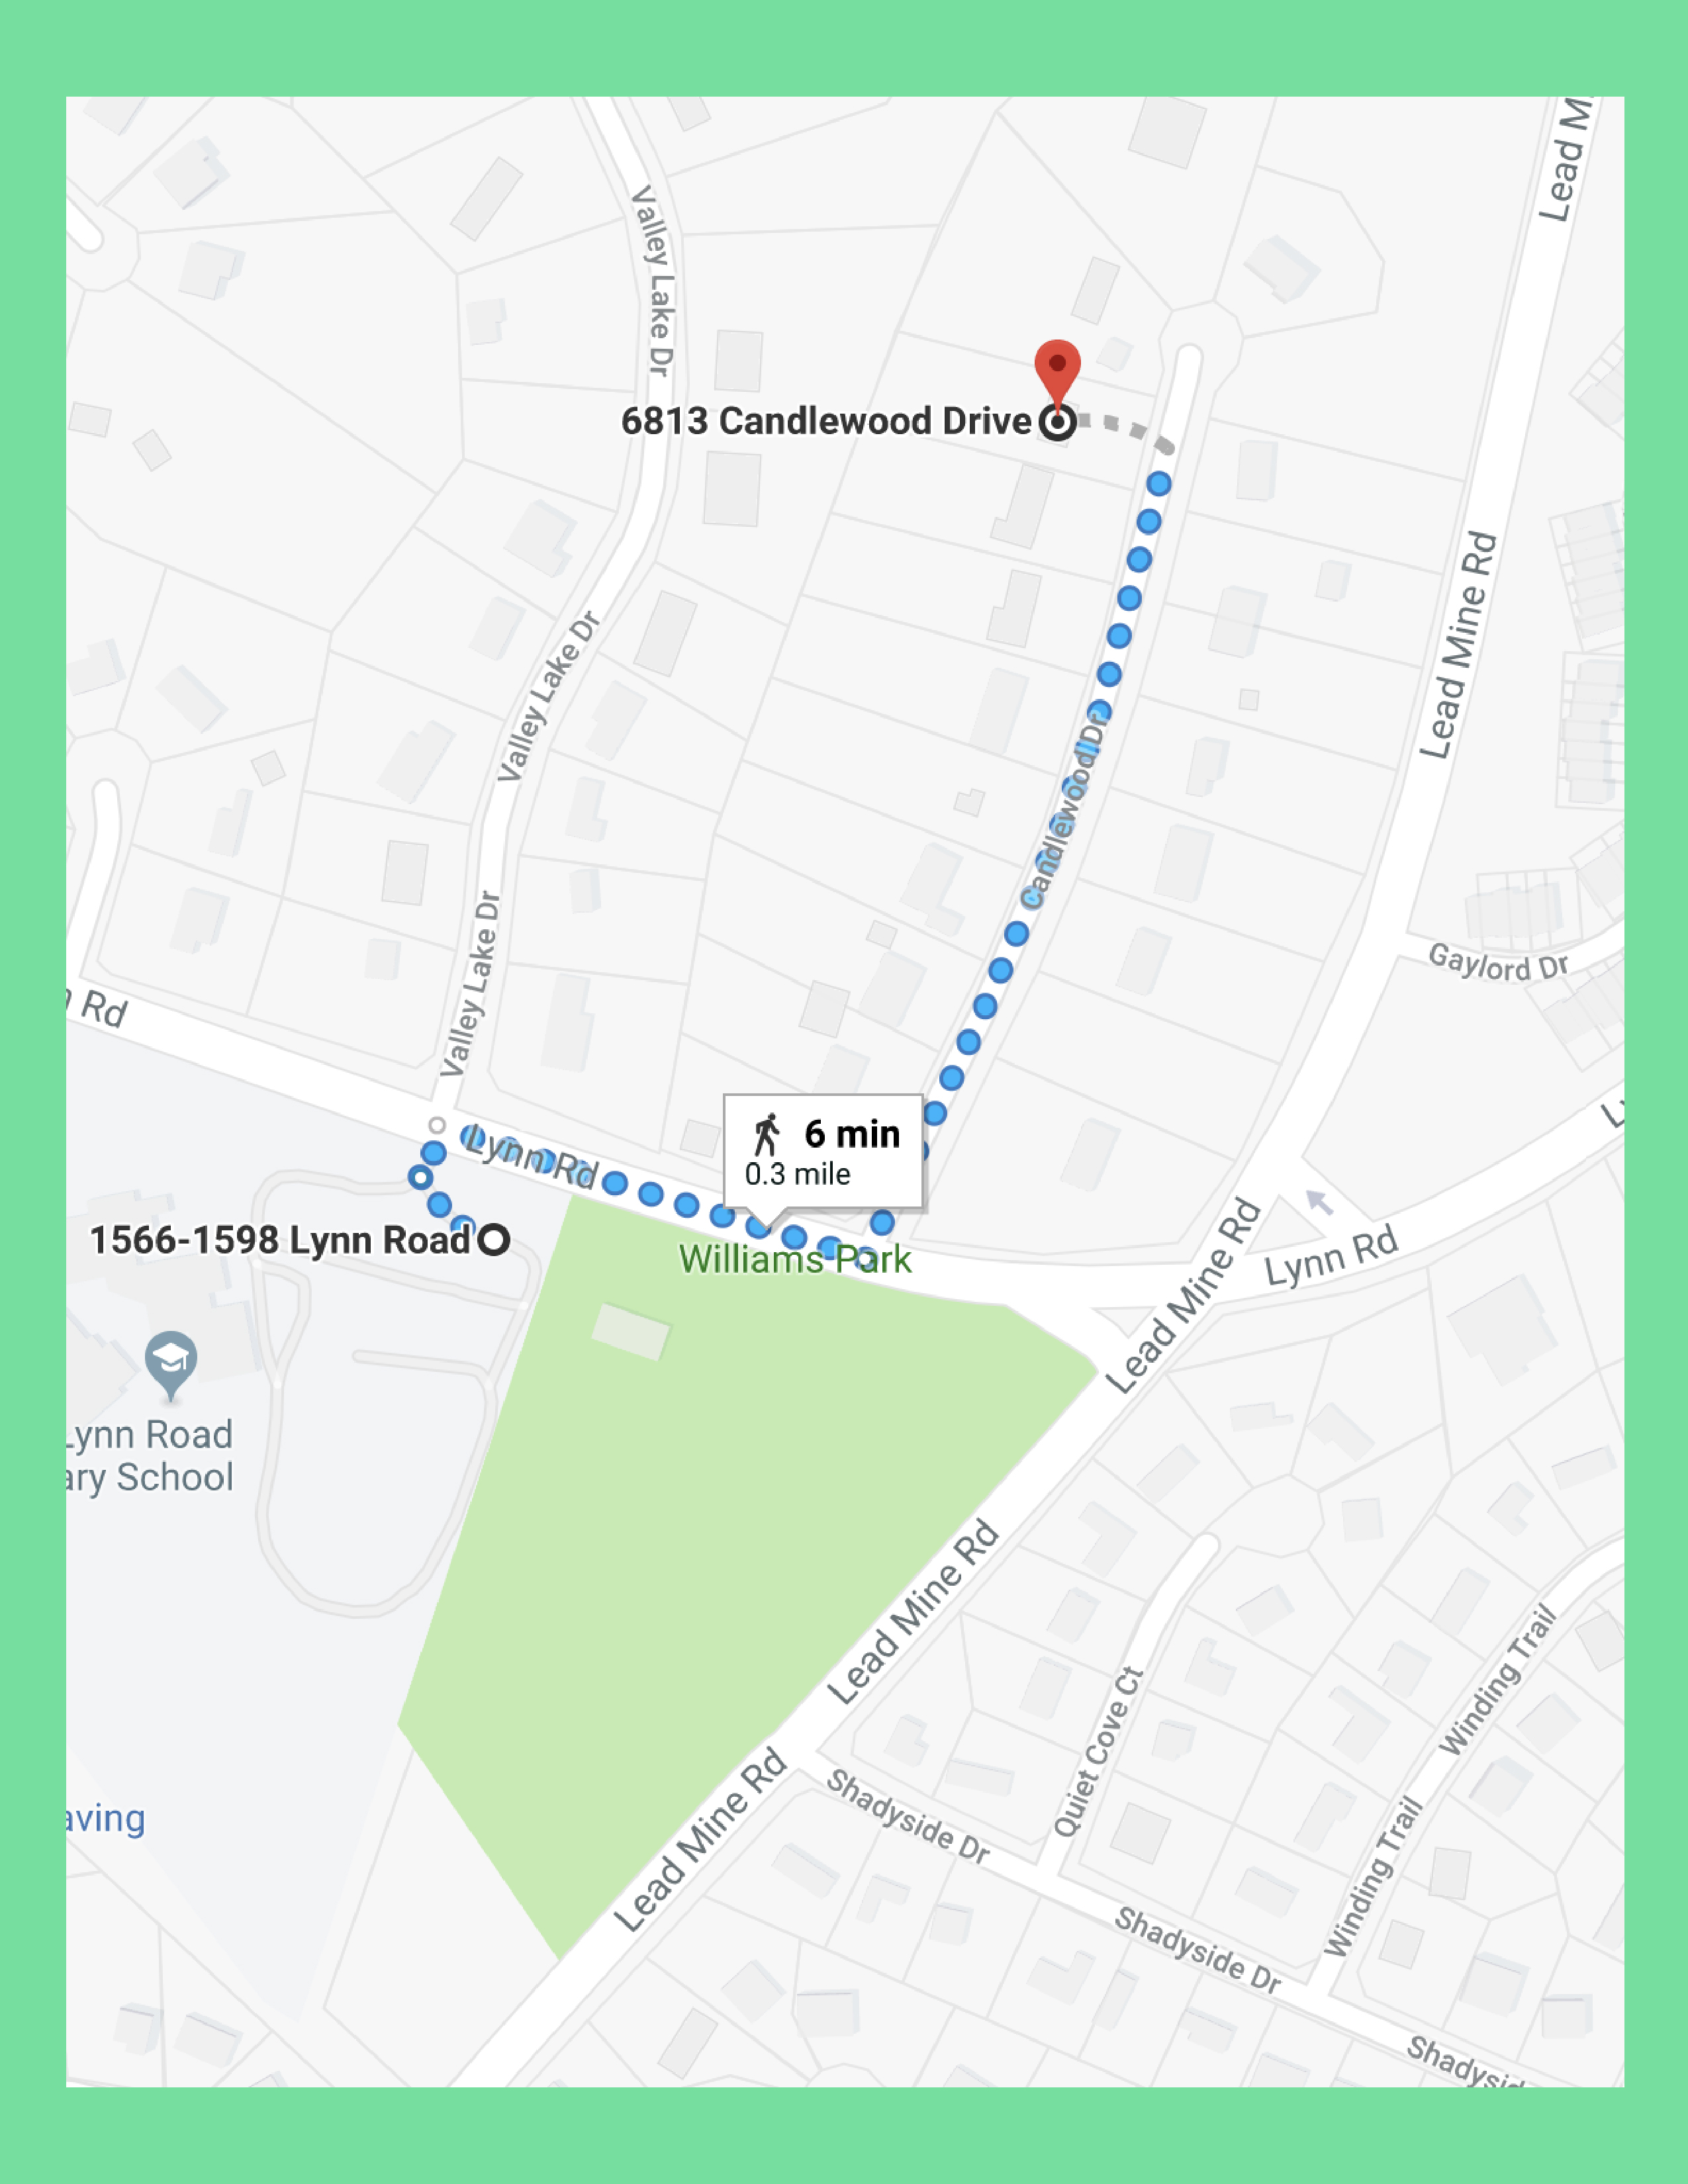 Lead M
Valley Lake Dr
6813 Candlewood Drive
Lead Mine Rd
Valley Lake Dr
Candlewood Dr
Valley Lake Dr
Gaylord Dr
Rd
6 min
0.3 mile
Lynn Rd
1566-1598 Lynn Road
Williams Park
Lynn Rd
Lead Mine Rd
Lynn Road
ary School
Lead Mine Rd
Quiet Cove Ct
Winding Trail
Lead Mine Rd
Shadyside Dr
aving
Winding Trail
Shadyside Dr
Shadysid